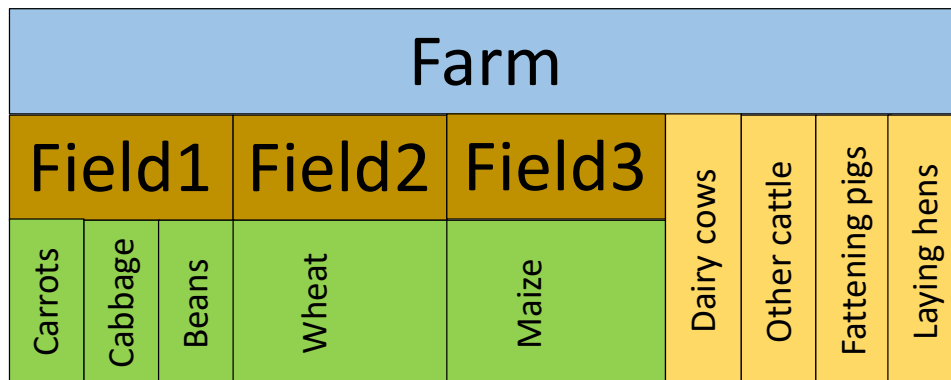 Farm
Field1
Field2
Field3
Carrots
Cabbage
Beans
Wheat
Maize
Dairy cows
Other cattle
Fattening pigs
Laying hens